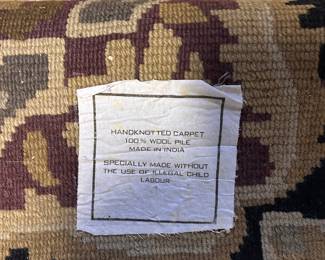 HANDKNOTTED CARPET
100% WOOL PILE
MADE IN INDIA
SPECIALLY MADE WITHOUT
THE USE OF ILLEGAL CHILD
LABOUR